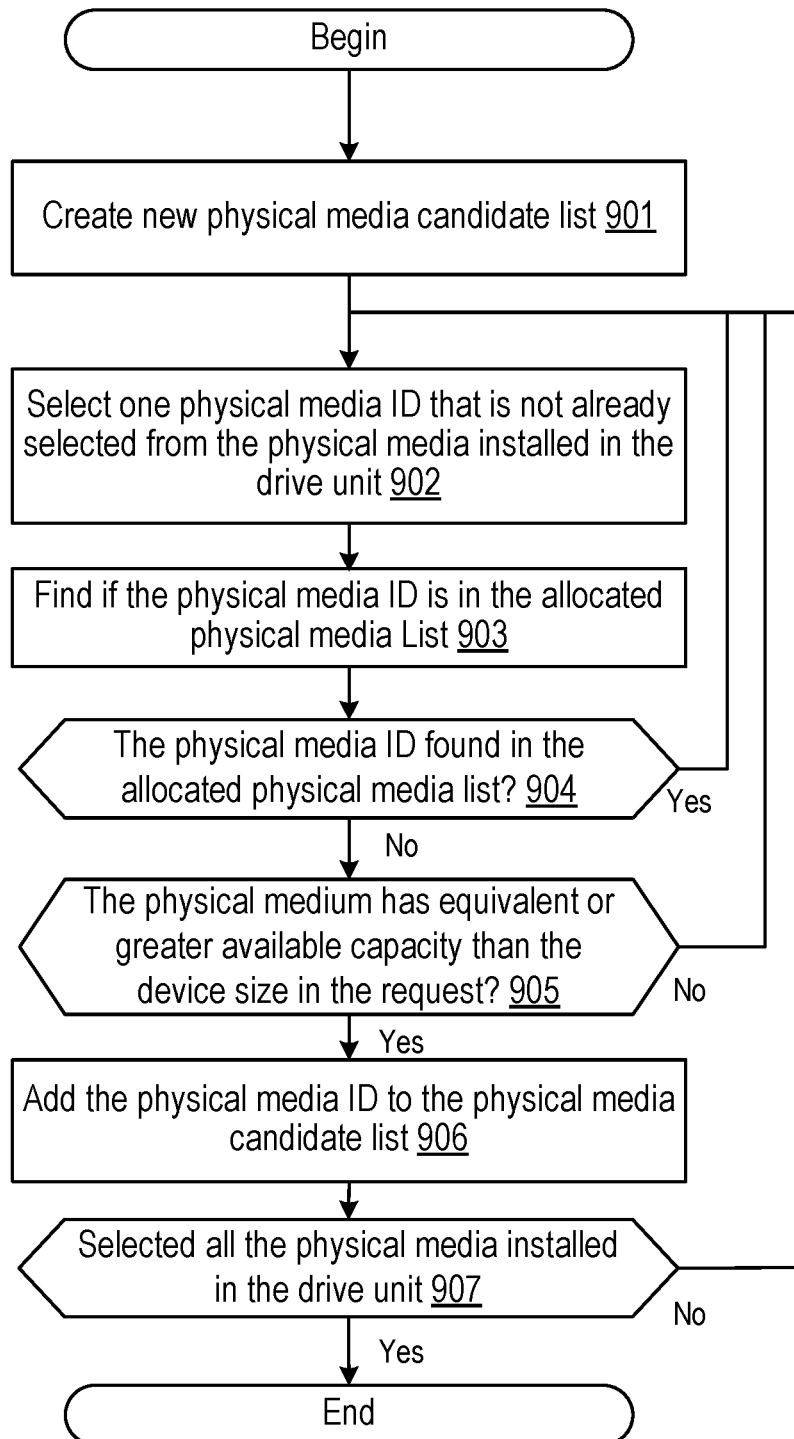 Begin
Create new physical media candidate list 901
Select one physical media ID that is not already
selected from the physical media installed in the
drive unit 902
Find if the physical media ID is in the allocated
physical media List 903
The physical media ID found in the
allocated physical media list? 904
Yes
No
The physical medium has equivalent or
greater available capacity than the
device size in the request? 905
No
Yes
Add the physical media ID to the physical media
candidate list 906
Selected all the physical media installed
in the drive unit 907
No
Yes
End